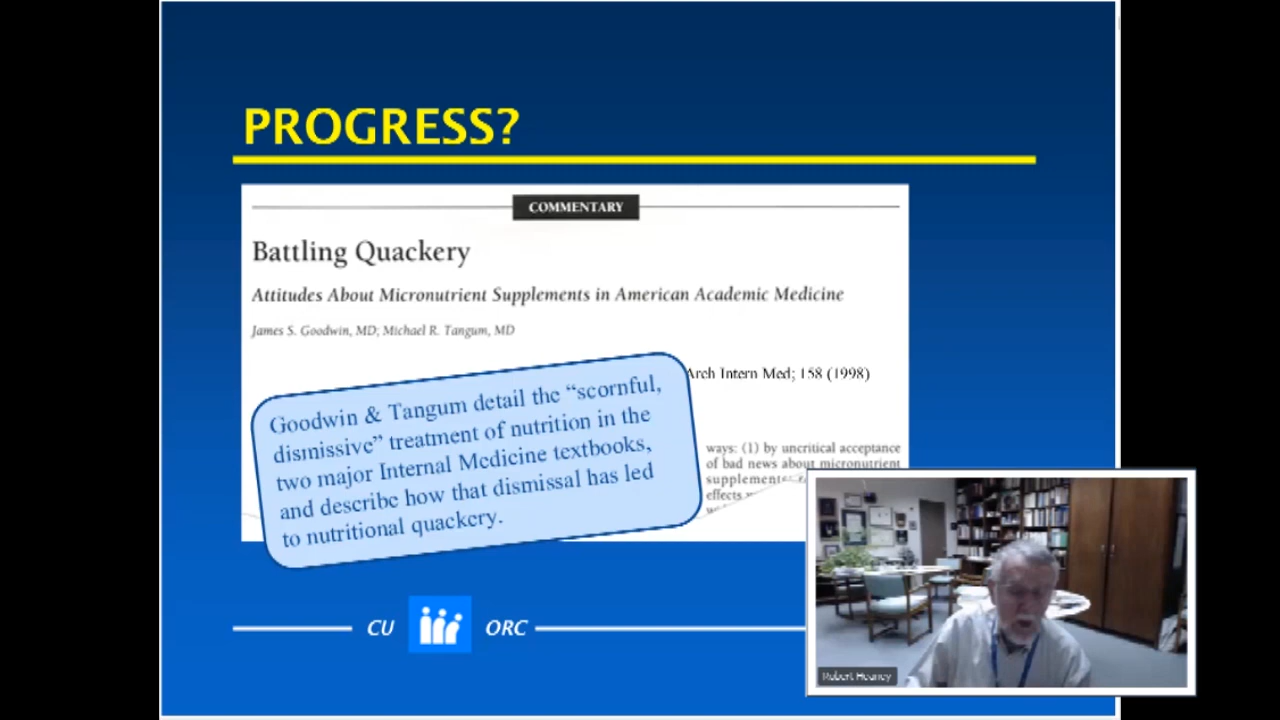 PROGRESS?
COMMENTARY
Battling Quackery
Attitudes About Micronutrient Supplements in American Academic Medicine
James S. Goodwin, MD; Michael R. Tangum, MD
Arch Intern Med; 158 (1998)
Goodwin & Tangum detail the “scornful,
dismissive” treatment of nutrition in the
two major Internal Medicine textbooks,
and describe how that dismissal has led
to nutritional quackery.
ways: (1) by uncritical acceptance
of bad news about micronutrient
supplements
effects
CU ORC
Robert Heaney